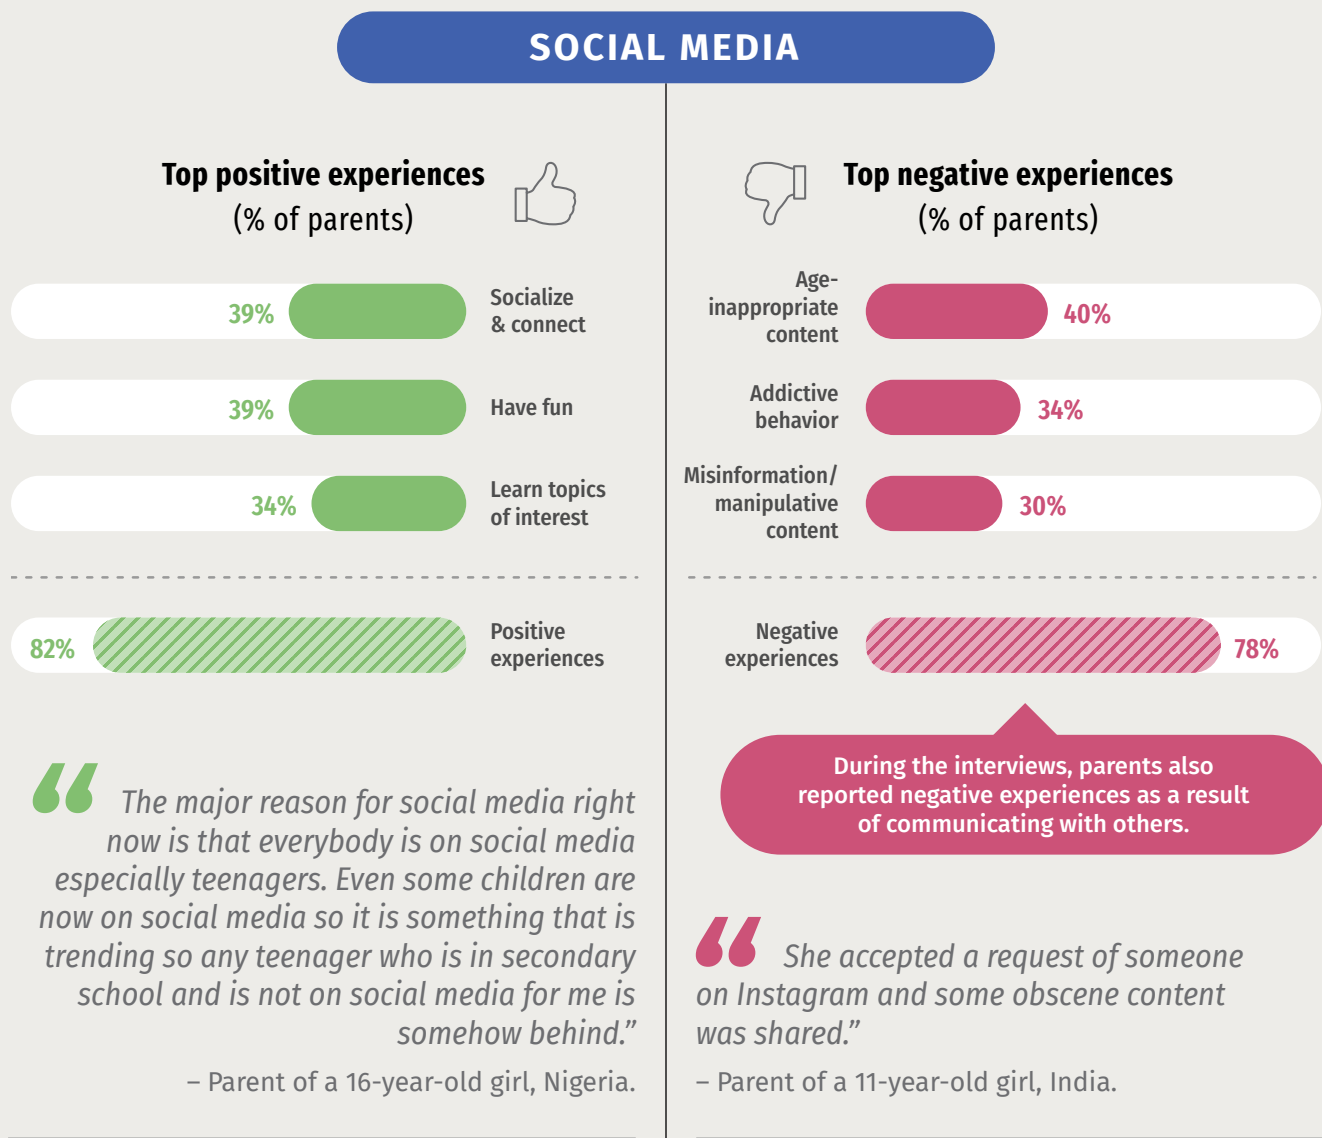 SOCIAL MEDIA
Top positive experiences
(% of parents)
39%
Socialize
& connect
39%
Have fun
34%
Learn topics
of interest
82%
Positive
experiences
“ The major reason for social media right
now is that everybody is on social media
especially teenagers. Even some children are
now on social media so it is something that is
trending so any teenager who is in secondary
school and is not on social media for me is
somehow behind.”
– Parent of a 16-year-old girl, Nigeria.
Top negative experiences
(% of parents)
Age-
inappropriate
content
40%
Addictive
behavior
34%
Misinformation/
manipulative
content
30%
Negative
experiences
78%
During the interviews, parents also
reported negative experiences as a result
of communicating with others.
“ She accepted a request of someone
on Instagram and some obscene content
was shared.”
– Parent of a 11-year-old girl, India.